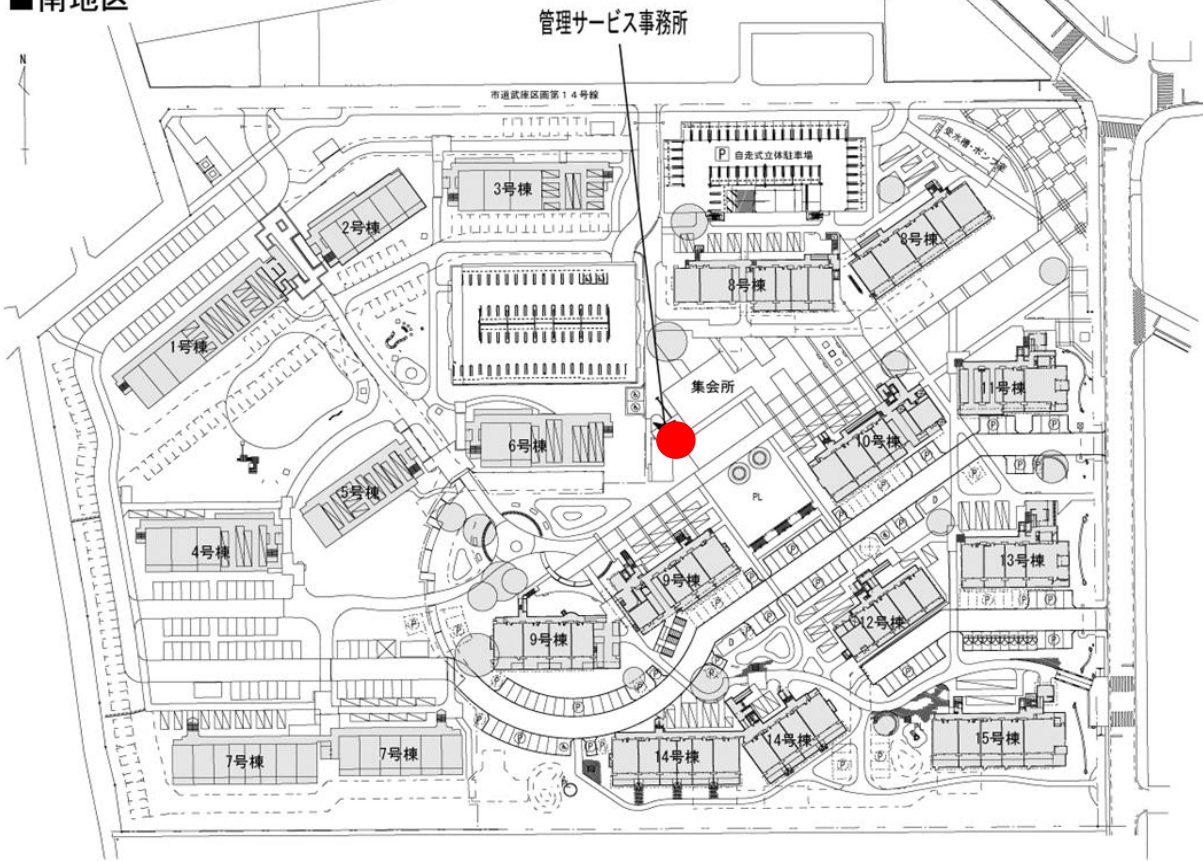 ■南地区
管理サービス事務所
N
市道武庫区画第14号線
P 自走式立体駐車場
受水槽・ポンプ室
3号棟
2号棟
8号棟
8号棟
1号棟
11号棟
集会所
6号棟
10号棟
5号棟
PL
4号棟
13号棟
9号棟
12号棟
9号棟
15号棟
14号棟
14号棟
7号棟
7号棟